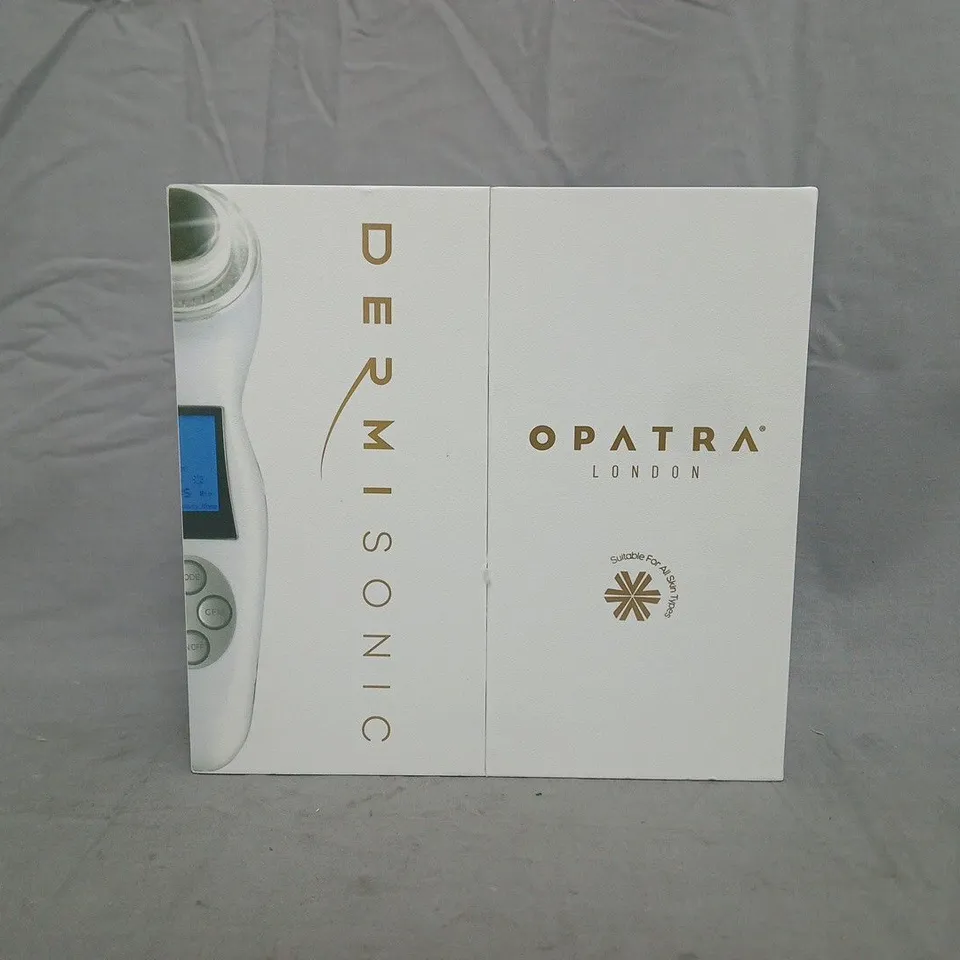 DERMISONIC
OPATRA®
LONDON
Suitable For All Skin Types